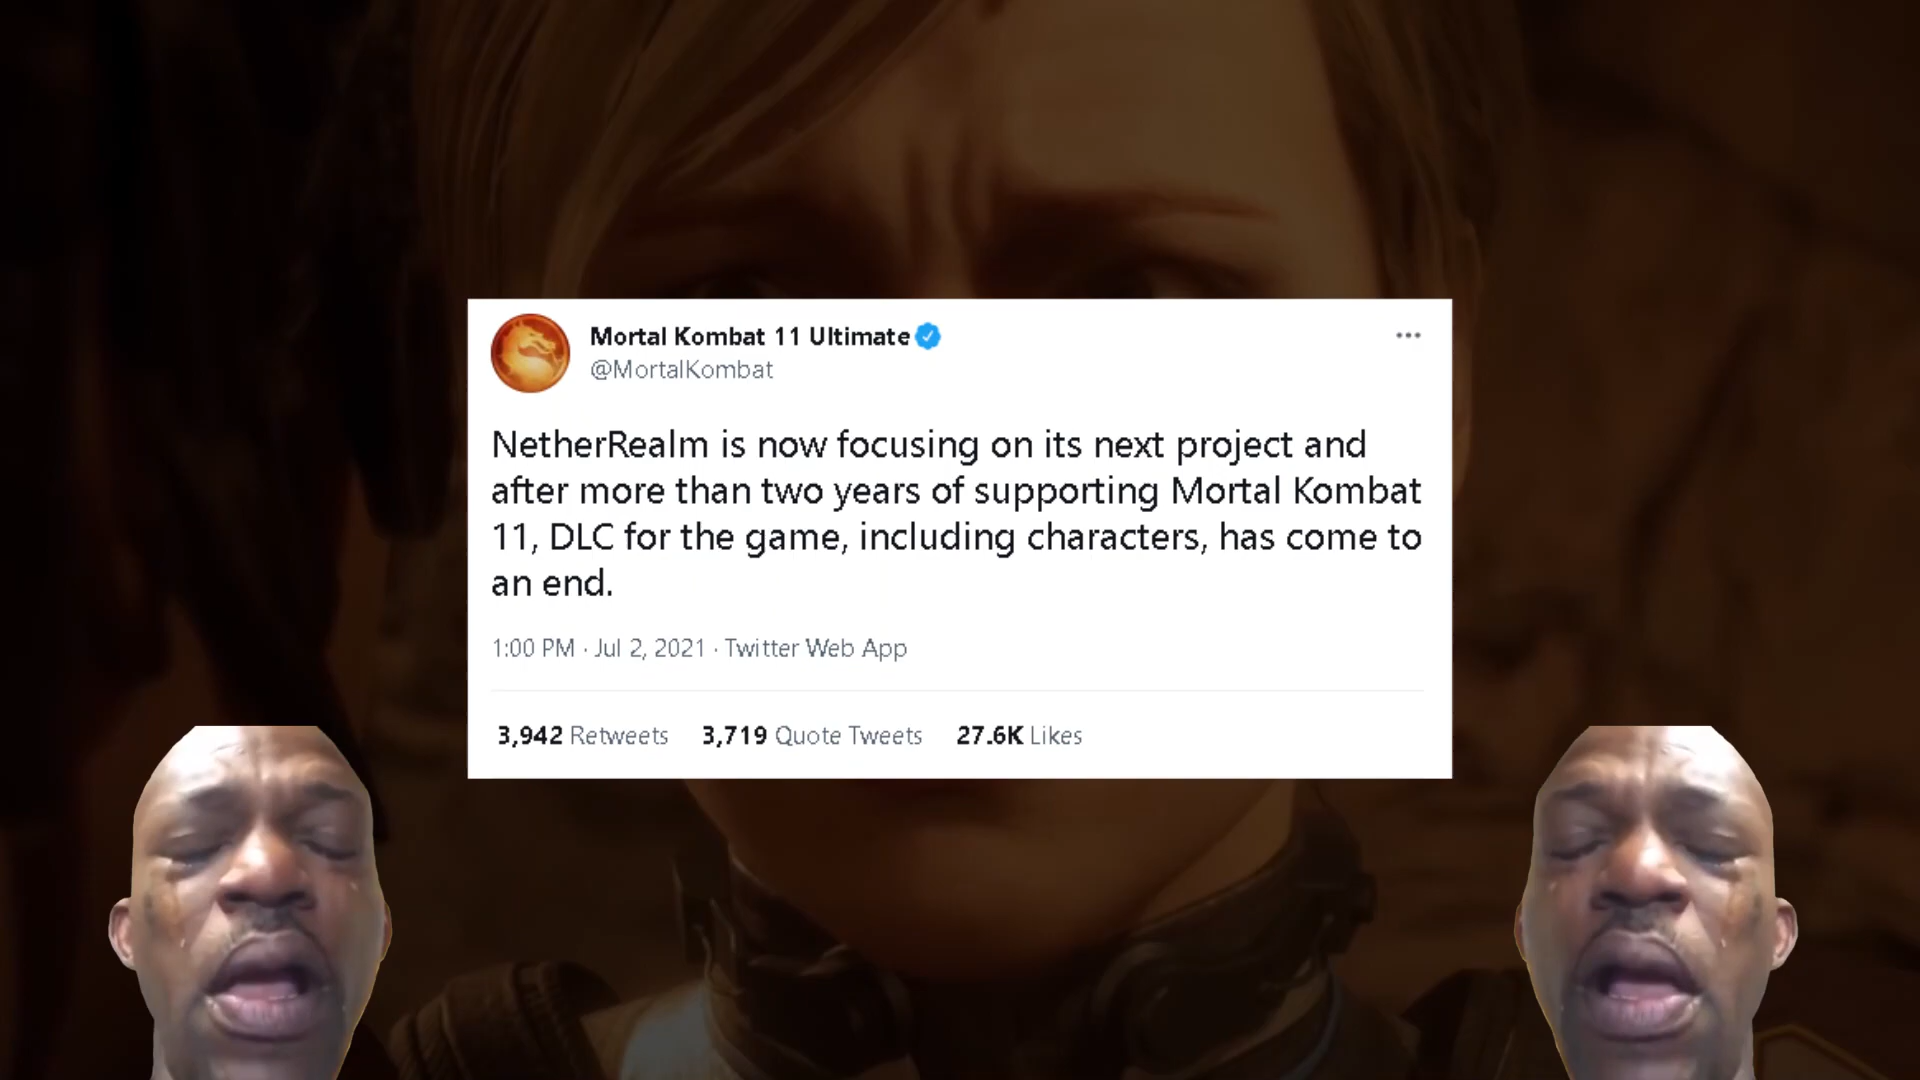 Mortal Kombat 11 Ultimate
@MortalKombat
NetherRealm is now focusing on its next project and
after more than two years of supporting Mortal Kombat
11, DLC for the game, including characters, has come to
an end.
1:00 PM · Jul 2, 2021 · Twitter Web App
3,942 Retweets 3,719 Quote Tweets 27.6K Likes